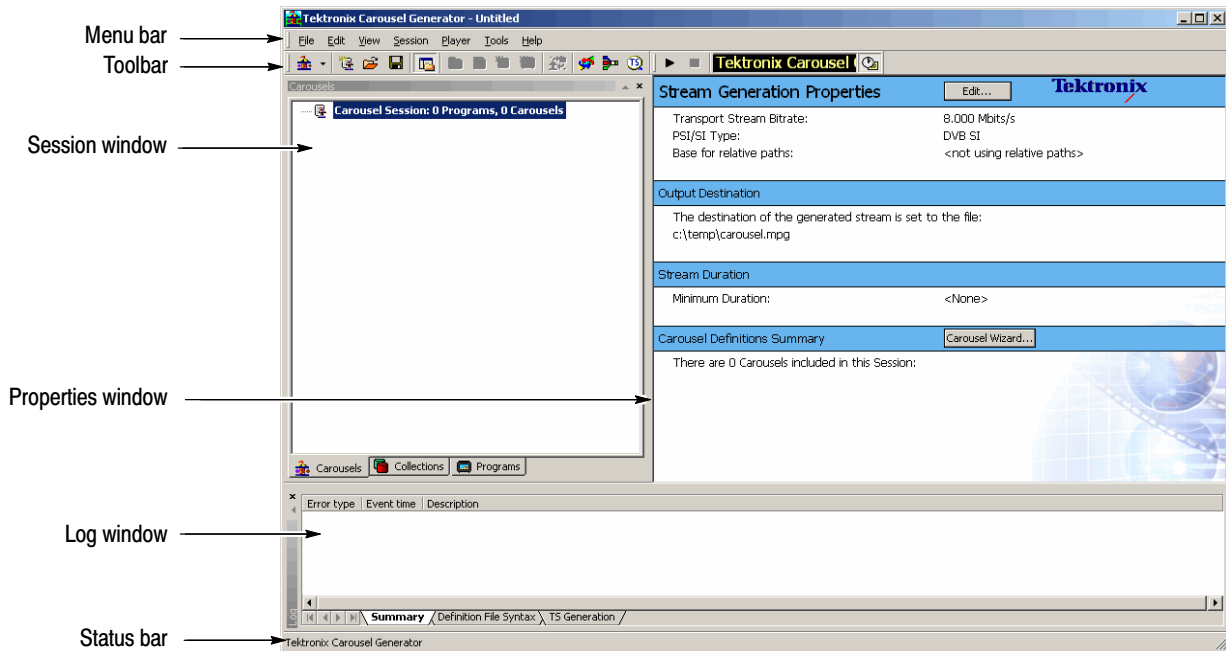 Tektronix Carousel Generator - Untitled
Menu bar
File Edit View Session Player Tools Help
Toolbar
TS
Tektronix Carousel
Carousels
Carousel Session: 0 Programs, 0 Carousels
Session window
Stream Generation Properties
Edit...
Tektronix
Transport Stream Bitrate: 8.000 Mbits/s
PSI/SI Type: DVB SI
Base for relative paths: <not using relative paths>
Output Destination
The destination of the generated stream is set to the file:
c:\temp\carousel.mpg
Stream Duration
Minimum Duration: <None>
Carousel Definitions Summary
Carousel Wizard...
There are 0 Carousels included in this Session:
Properties window
Carousels Collections Programs
Error type Event time Description
Log window
Log
Summary Definition File Syntax TS Generation
Status bar
Tektronix Carousel Generator